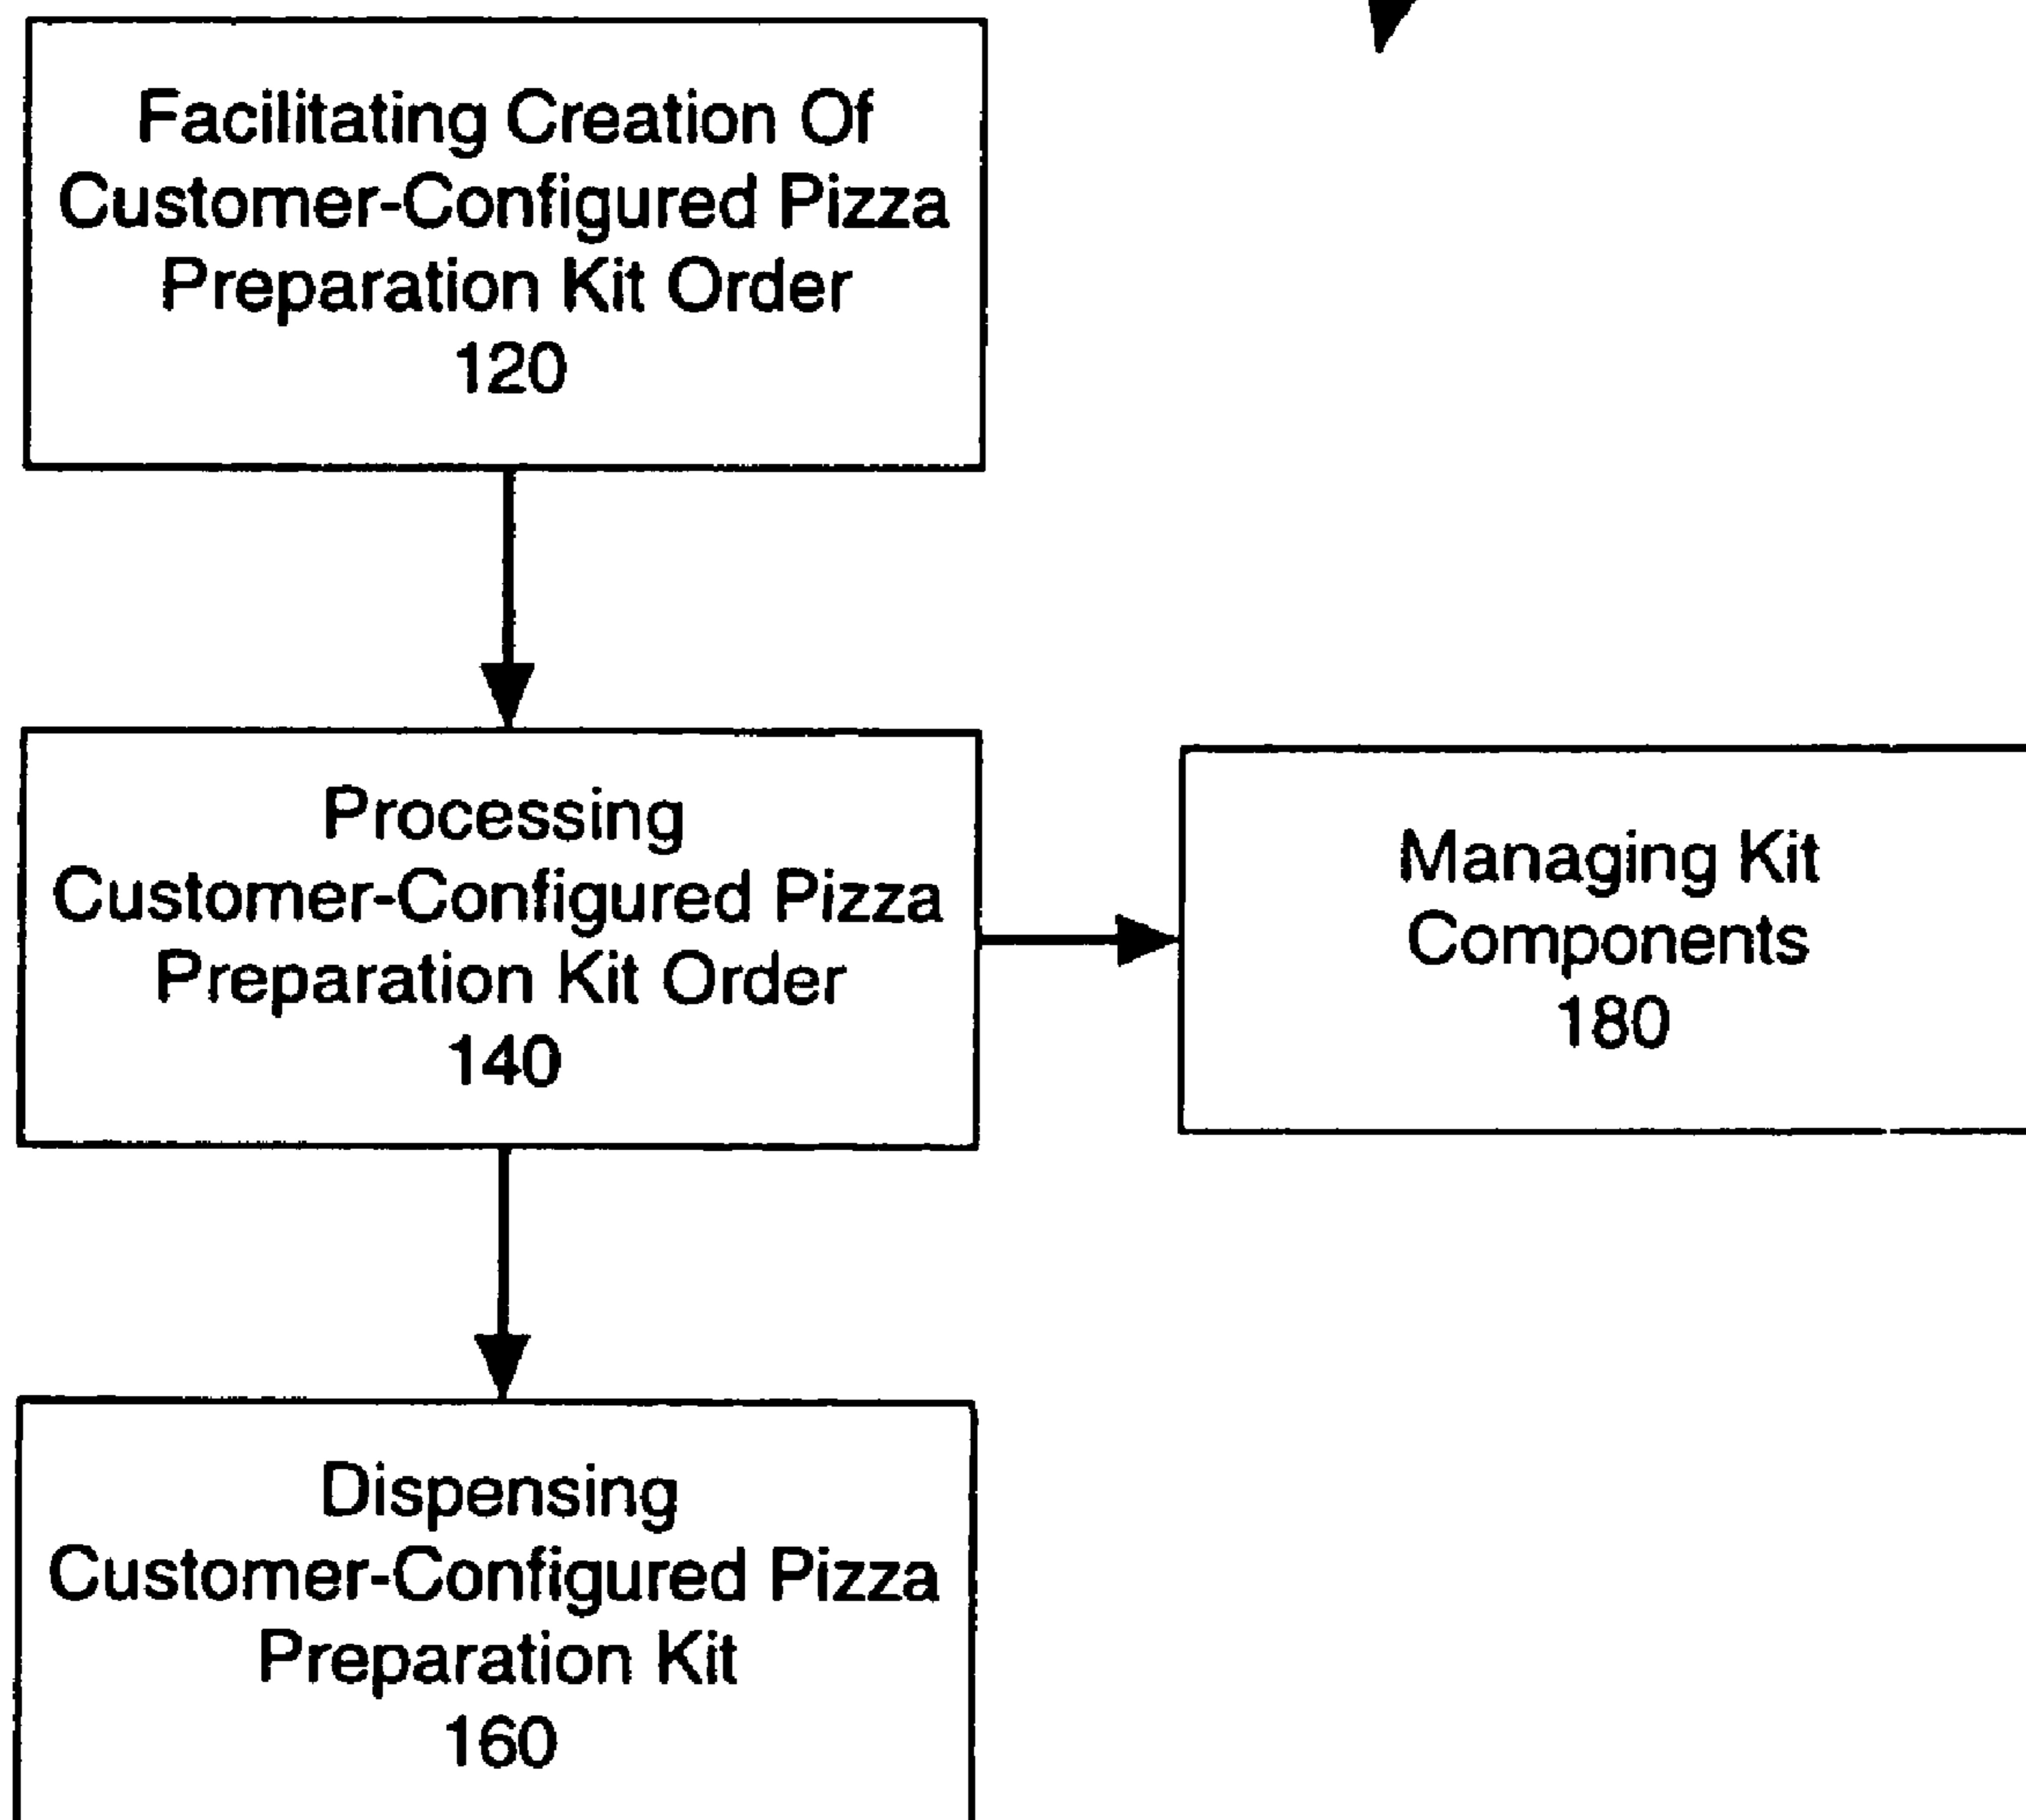 Facilitating Creation Of
Customer-Configured Pizza
Preparation Kit Order
120
Processing
Customer-Configured Pizza
Preparation Kit Order
140
Managing Kit
Components
180
Dispensing
Customer-Configured Pizza
Preparation Kit
160